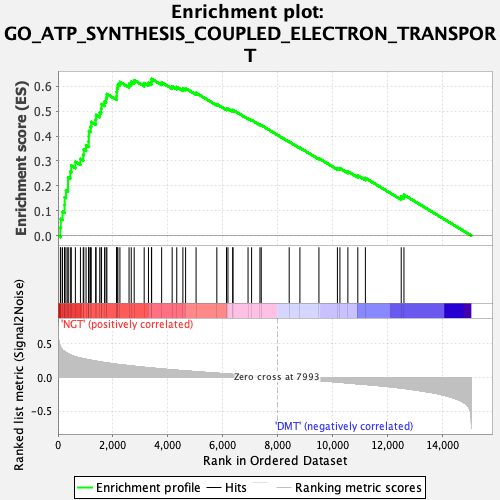 Enrichment plot:
GO_ATP_SYNTHESIS_COUPLED_ELECTRON_TRANSPOR
T
Enrichment score (ES)
0.6
0.5
0.4
0.3
0.2
0.1
0.0
'NGT' (positively correlated)
Ranked list metric (Signal2Noise)
0.5
0.0
-0.5
Zero cross at 7993
'DMT' (negatively correlated)
0
2,000
4,000
6,000
8,000
10,000
12,000
14,000
Rank in Ordered Dataset
Enrichment profile
Hits
Ranking metric scores